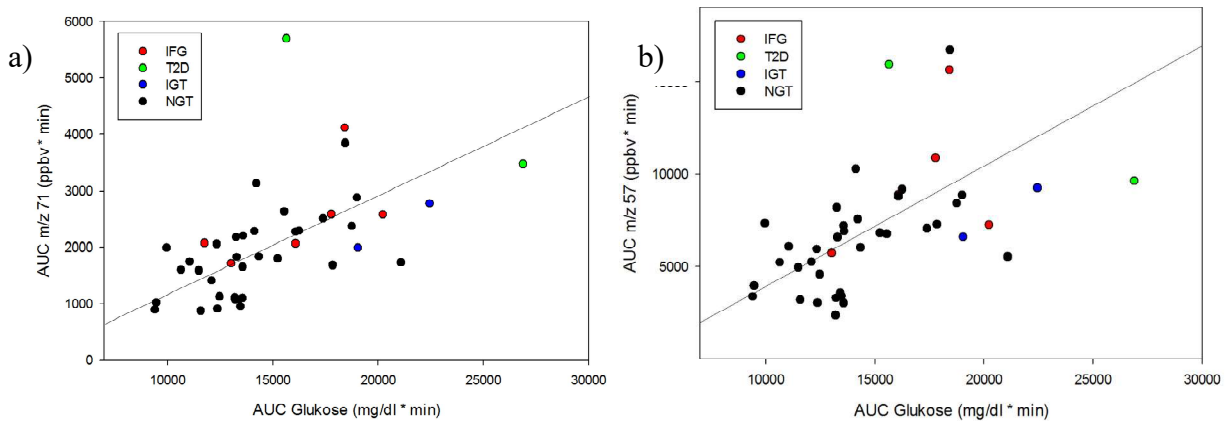 a)
AUC m/z 71 (ppbv * min)
6000
5000
4000
3000
2000
1000
0
IFG
T2D
IGT
NGT
10000 15000 20000 25000 30000
AUC Glukose (mg/dl * min)
b)
AUC m/z 57 (ppbv * min)
10000
5000
IFG
T2D
IGT
NGT
10000 15000 20000 25000 30000
AUC Glukose (mg/dl * min)